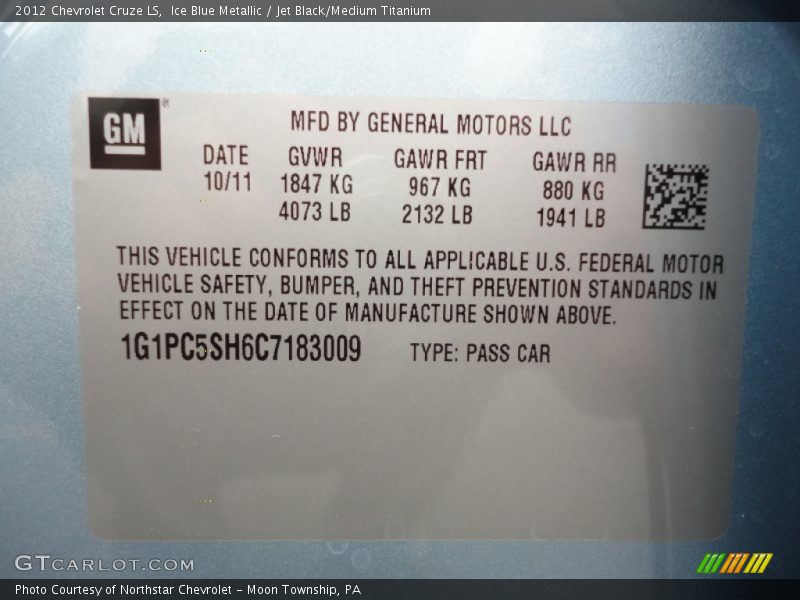 2012 Chevrolet Cruze LS,  Ice Blue Metallic / Jet Black/Medium Titanium
GM ®
MFD BY GENERAL MOTORS LLC
DATE GVWR GAWR FRT GAWR RR
10/11 1847 KG 967 KG 880 KG
4073 LB 2132 LB 1941 LB
THIS VEHICLE CONFORMS TO ALL APPLICABLE U.S. FEDERAL MOTOR
VEHICLE SAFETY, BUMPER, AND THEFT PREVENTION STANDARDS IN
EFFECT ON THE DATE OF MANUFACTURE SHOWN ABOVE.
1G1PC5SH6C7183009 TYPE: PASS CAR
GTCARLOT.COM
Photo Courtesy of Northstar Chevrolet - Moon Township, PA